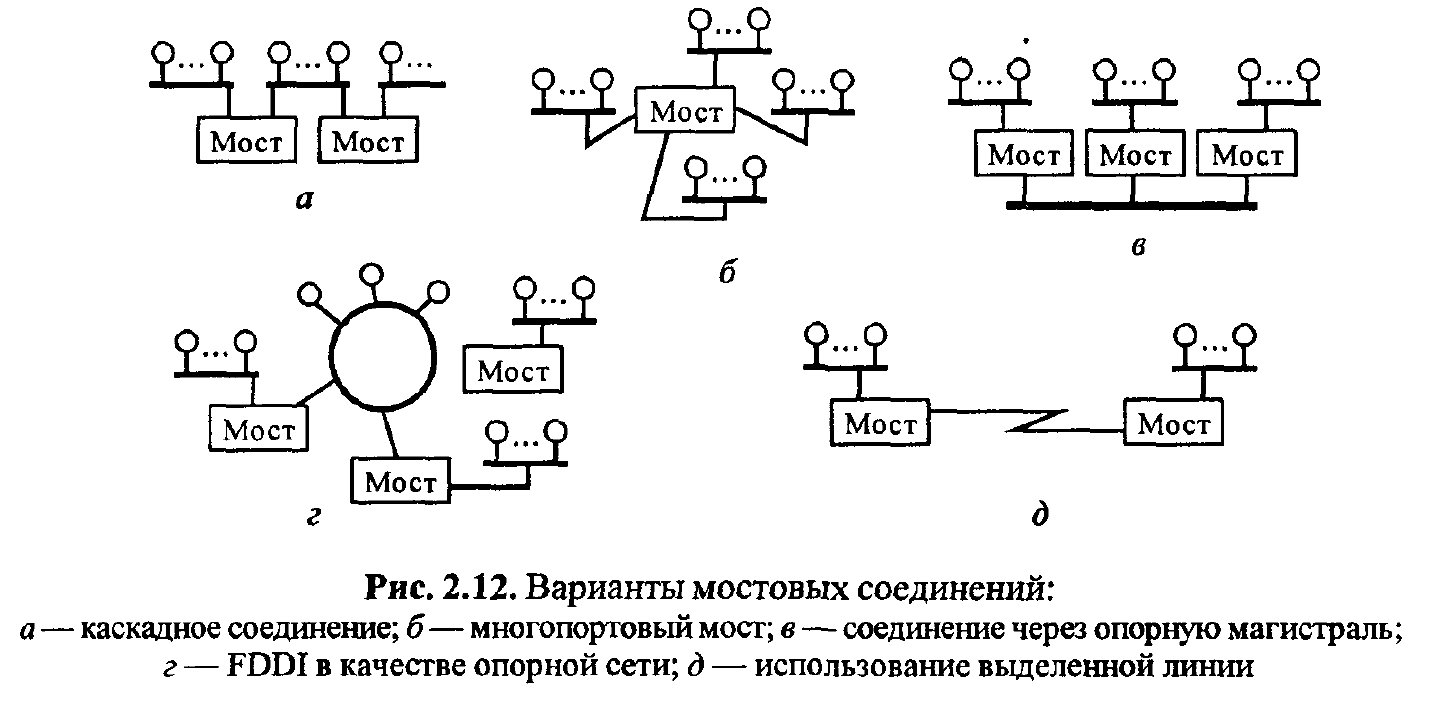 Мост Мост
а
Мост
б
Мост Мост Мост
в
Мост
Мост
Мост
г
Мост Мост
д
Рис. 2.12. Варианты мостовых соединений:
а — каскадное соединение; б — многопортовый мост; в — соединение через опорную магистраль;
г — FDDI в качестве опорной сети; д — использование выделенной линии